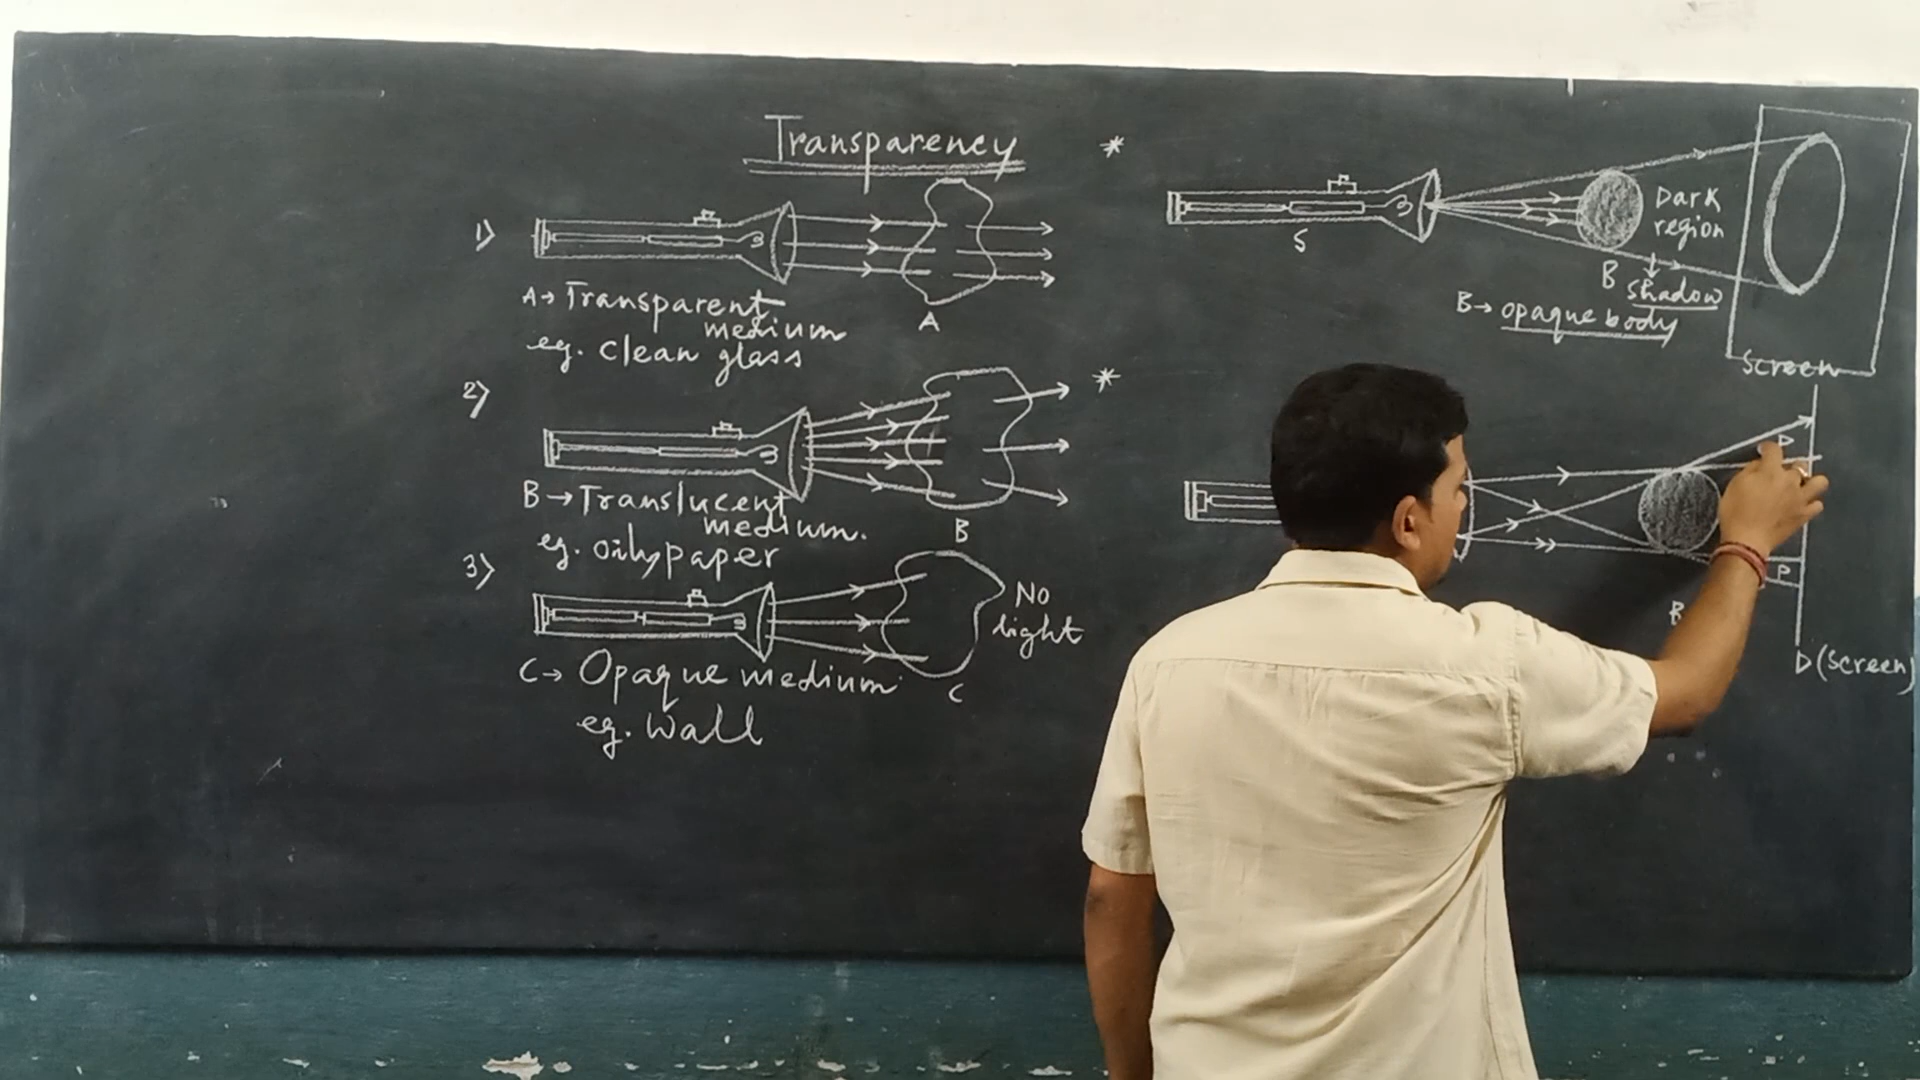 Transparency
1)
A → Transparent
medium
eg. Clean glass
A
2)
B → Translucent
medium.
eg. Oily paper
B
3)
C → Opaque medium
eg. Wall
C
No
light
*
S
Dark
region
B
shadow
B → opaque body
Screen
*
P
P
B
D (screen)